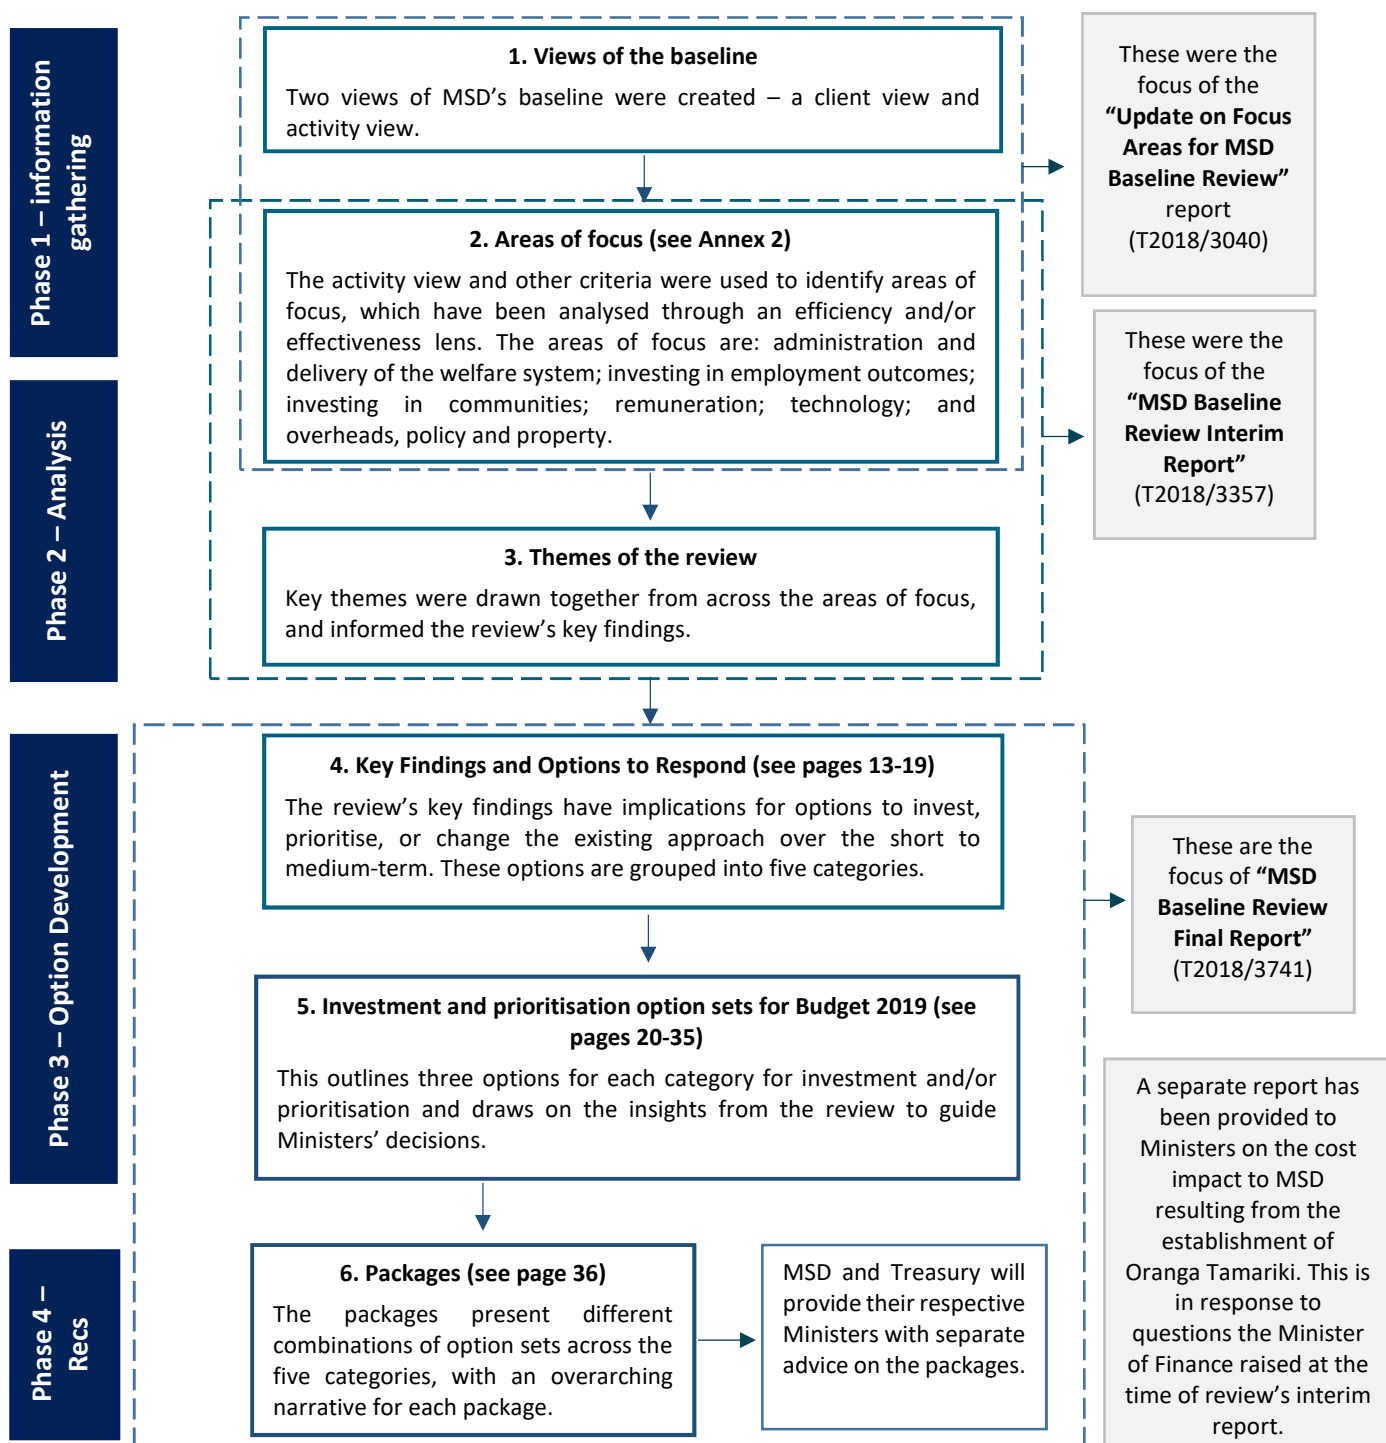 Phase 1 – information
gathering
1. Views of the baseline
Two views of MSD’s baseline were created – a client view and
activity view.
These were the
focus of the
“Update on Focus
Areas for MSD
Baseline Review”
report
(T2018/3040)
2. Areas of focus (see Annex 2)
The activity view and other criteria were used to identify areas of
focus, which have been analysed through an efficiency and/or
effectiveness lens. The areas of focus are: administration and
delivery of the welfare system; investing in employment outcomes;
investing in communities; remuneration; technology; and
overheads, policy and property.
These were the
focus of the
“MSD Baseline
Review Interim
Report”
(T2018/3357)
Phase 2 – Analysis
3. Themes of the review
Key themes were drawn together from across the areas of focus,
and informed the review’s key findings.
Phase 3 – Option Development
4. Key Findings and Options to Respond (see pages 13-19)
The review’s key findings have implications for options to invest,
prioritise, or change the existing approach over the short to
medium-term. These options are grouped into five categories.
These are the
focus of “MSD
Baseline Review
Final Report”
(T2018/3741)
5. Investment and prioritisation option sets for Budget 2019 (see
pages 20-35)
This outlines three options for each category for investment and/or
prioritisation and draws on the insights from the review to guide
Ministers’ decisions.
Phase 4 –
Recs
6. Packages (see page 36)
The packages present different
combinations of option sets across the
five categories, with an overarching
narrative for each package.
MSD and Treasury will
provide their respective
Ministers with separate
advice on the packages.
A separate report has
been provided to
Ministers on the cost
impact to MSD
resulting from the
establishment of
Oranga Tamariki. This is
in response to
questions the Minister
of Finance raised at the
time of review’s interim
report.